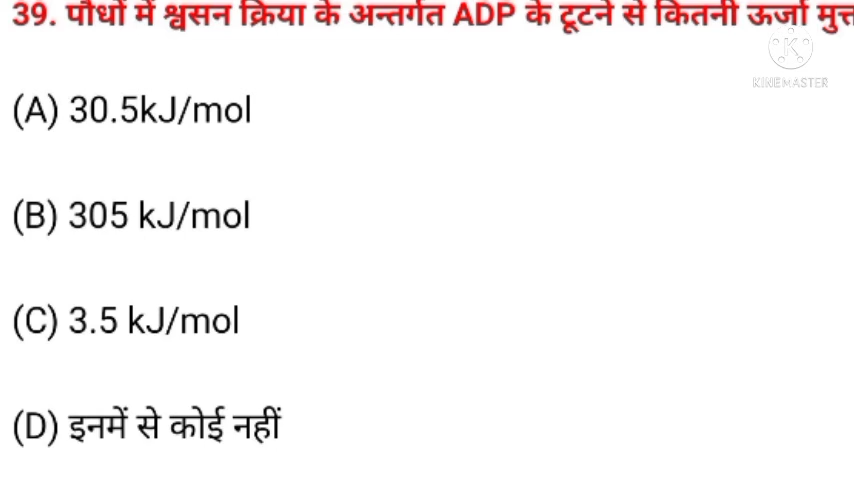 39. पौधों में श्वसन क्रिया के अन्तर्गत ADP के टूटने से कितनी ऊर्जा
K
KINEMASTER
(A) 30.5kJ/mol
(B) 305 kJ/mol
(C) 3.5 kJ/mol
(D) इनमें से कोई नहीं